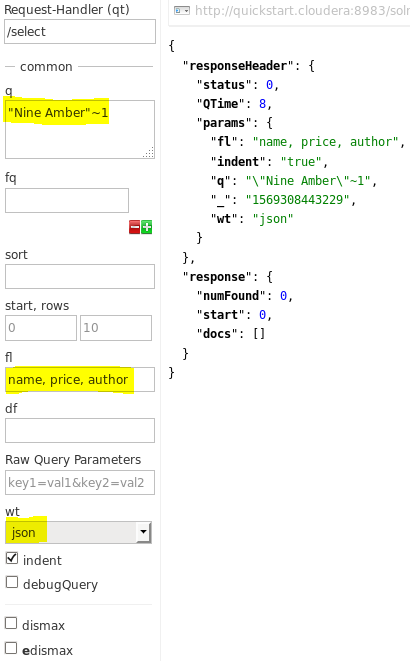 Request-Handler (qt)
/select
common
q
"Nine Amber"~1
fq
sort
start, rows
0 10
fl
name, price, author
df
Raw Query Parameters
key1=val1&key2=val2
wt
json
indent
debugQuery
dismax
edismax
http://quickstart.cloudera:8983/solr
{
"responseHeader": {
"status": 0,
"QTime": 8,
"params": {
"fl": "name, price, author",
"indent": "true",
"q": "\"Nine Amber\"~1",
"_": "1569308443229",
"wt": "json"
}
},
"response": {
"numFound": 0,
"start": 0,
"docs": []
}
}